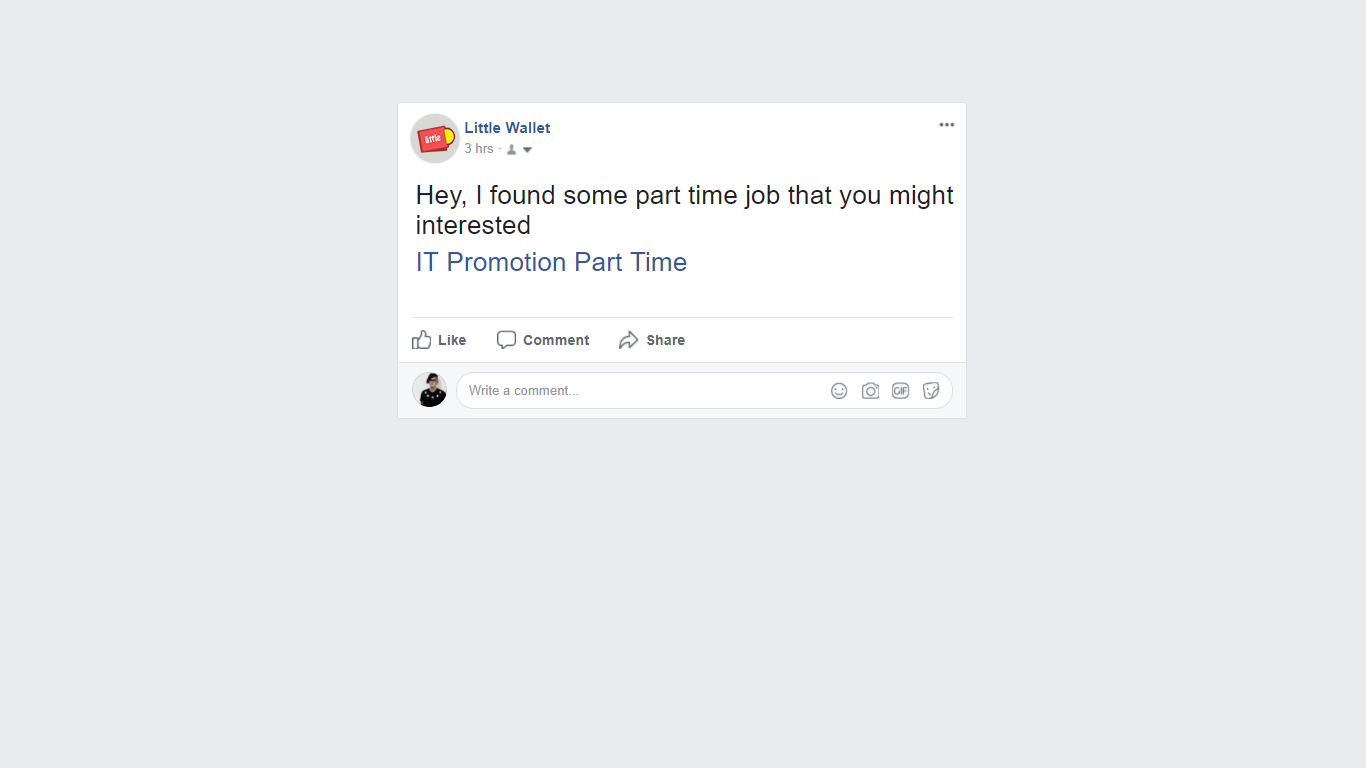 Little Wallet
little
3 hrs ·
Hey, I found some part time job that you might
interested
IT Promotion Part Time
Like Comment Share
Write a comment...
GIF